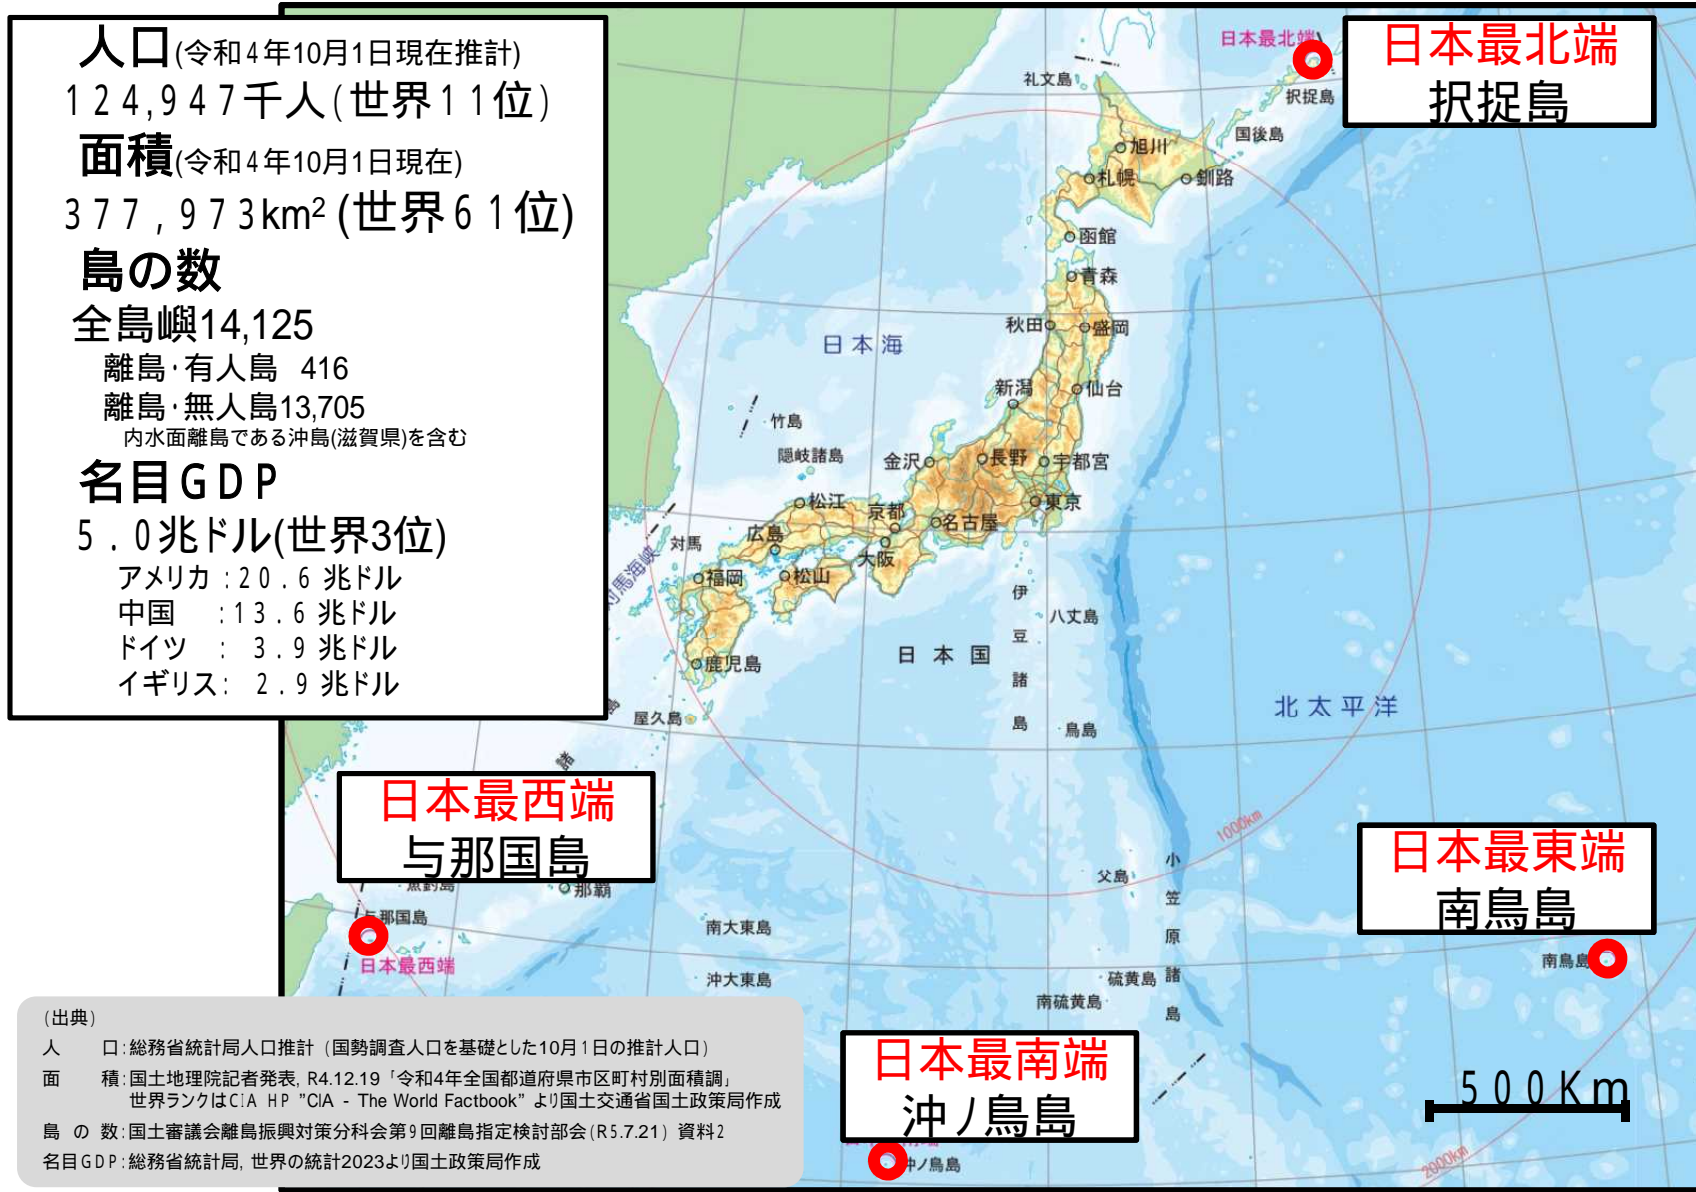 人口(令和4年10月1日現在推計)
124,947千人(世界11位)
面積(令和4年10月1日現在)
377,973km²(世界61位)
島の数
全島嶼14,125
離島･有人島 416
離島･無人島13,705
内水面離島である沖島(滋賀県)を含む
名目GDP
5.0兆ドル(世界3位)
アメリカ:20.6兆ドル
中国 :13.6兆ドル
ドイツ : 3.9兆ドル
イギリス: 2.9兆ドル
日本最北端
日本最北端
択捉島
礼文島
択捉島
国後島
旭川
札幌
釧路
函館
青森
秋田
盛岡
日本海
新潟
仙台
竹島
隠岐諸島
金沢
長野
宇都宮
松江
京都
名古屋
東京
広島
大阪
対馬
対馬海峡
福岡
松山
伊豆諸島
八丈島
日本国
鹿児島
屋久島
島
諸
鳥島
北太平洋
日本最西端
与那国島
1000km
日本最東端
南鳥島
魚釣島
那覇
父島
小笠原諸島
与那国島
日本最西端
南大東島
沖大東島
硫黄島
南硫黄島
南鳥島
日本最南端
沖ノ鳥島
沖ノ鳥島
500Km
2000km
(出典)
人 口:総務省統計局人口推計 (国勢調査人口を基礎とした10月1日の推計人口)
面 積:国土地理院記者発表, R4.12.19 「令和4年全国都道府県市区町村別面積調」
世界ランクはCIA HP ”CIA - The World Factbook” より国土交通省国土政策局作成
島 の 数:国土審議会離島振興対策分科会第9回離島指定検討部会(R5.7.21) 資料2
名目GDP:総務省統計局, 世界の統計2023より国土政策局作成